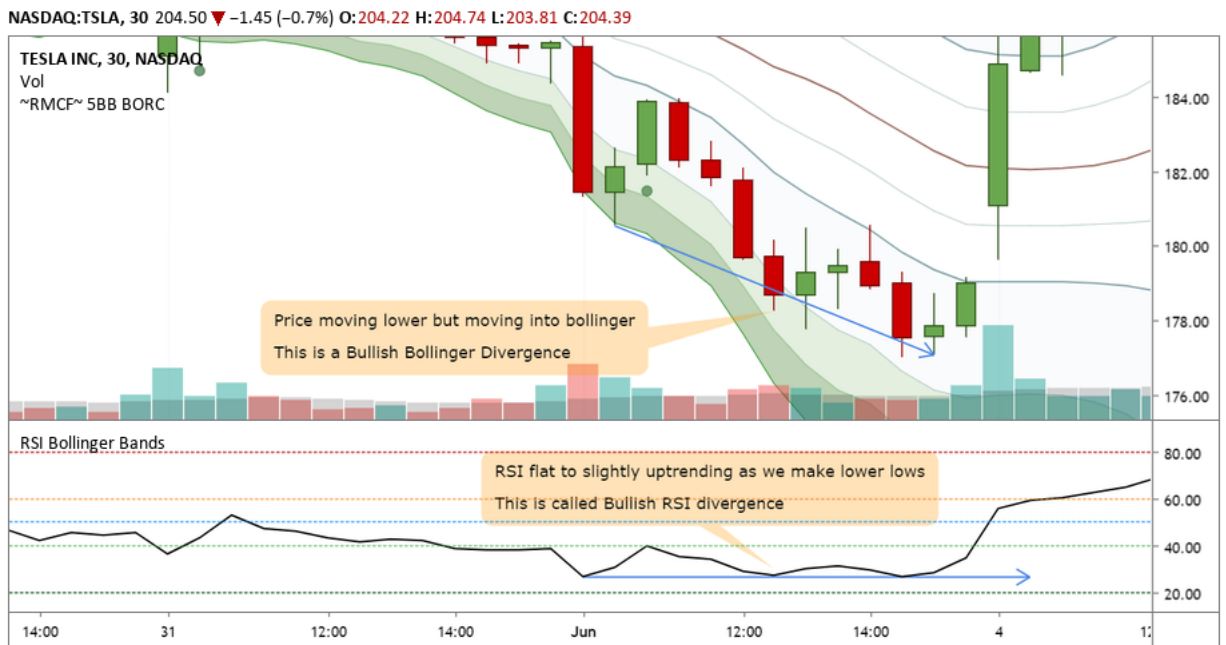 NASDAQ:TSLA, 30 204.50 ▼ −1.45 (−0.7%) O:204.22 H:204.74 L:203.81 C:204.39
TESLA INC, 30, NASDAQ
Vol
~RMCF~ 5BB BORC
184.00
182.00
180.00
178.00
176.00
Price moving lower but moving into bollinger
This is a Bullish Bollinger Divergence
RSI Bollinger Bands
80.00
60.00
40.00
20.00
RSI flat to slightly uptrending as we make lower lows
This is called Bullish RSI divergence
14:00 31 12:00 14:00 Jun 12:00 14:00 4